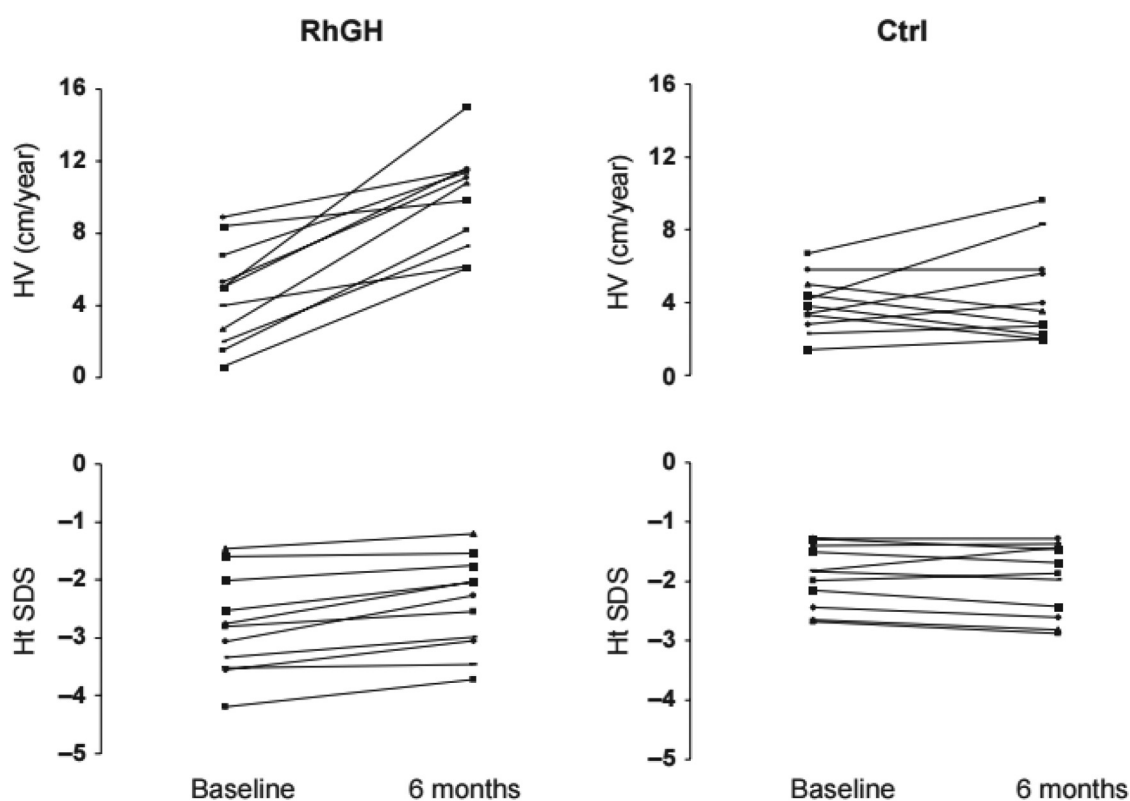 RhGH
Ctrl
HV (cm/year)
16
12
8
4
0
HV (cm/year)
16
12
8
4
0
Ht SDS
0
–1
–2
–3
–4
–5
Ht SDS
0
–1
–2
–3
–4
–5
Baseline
6 months
Baseline
6 months